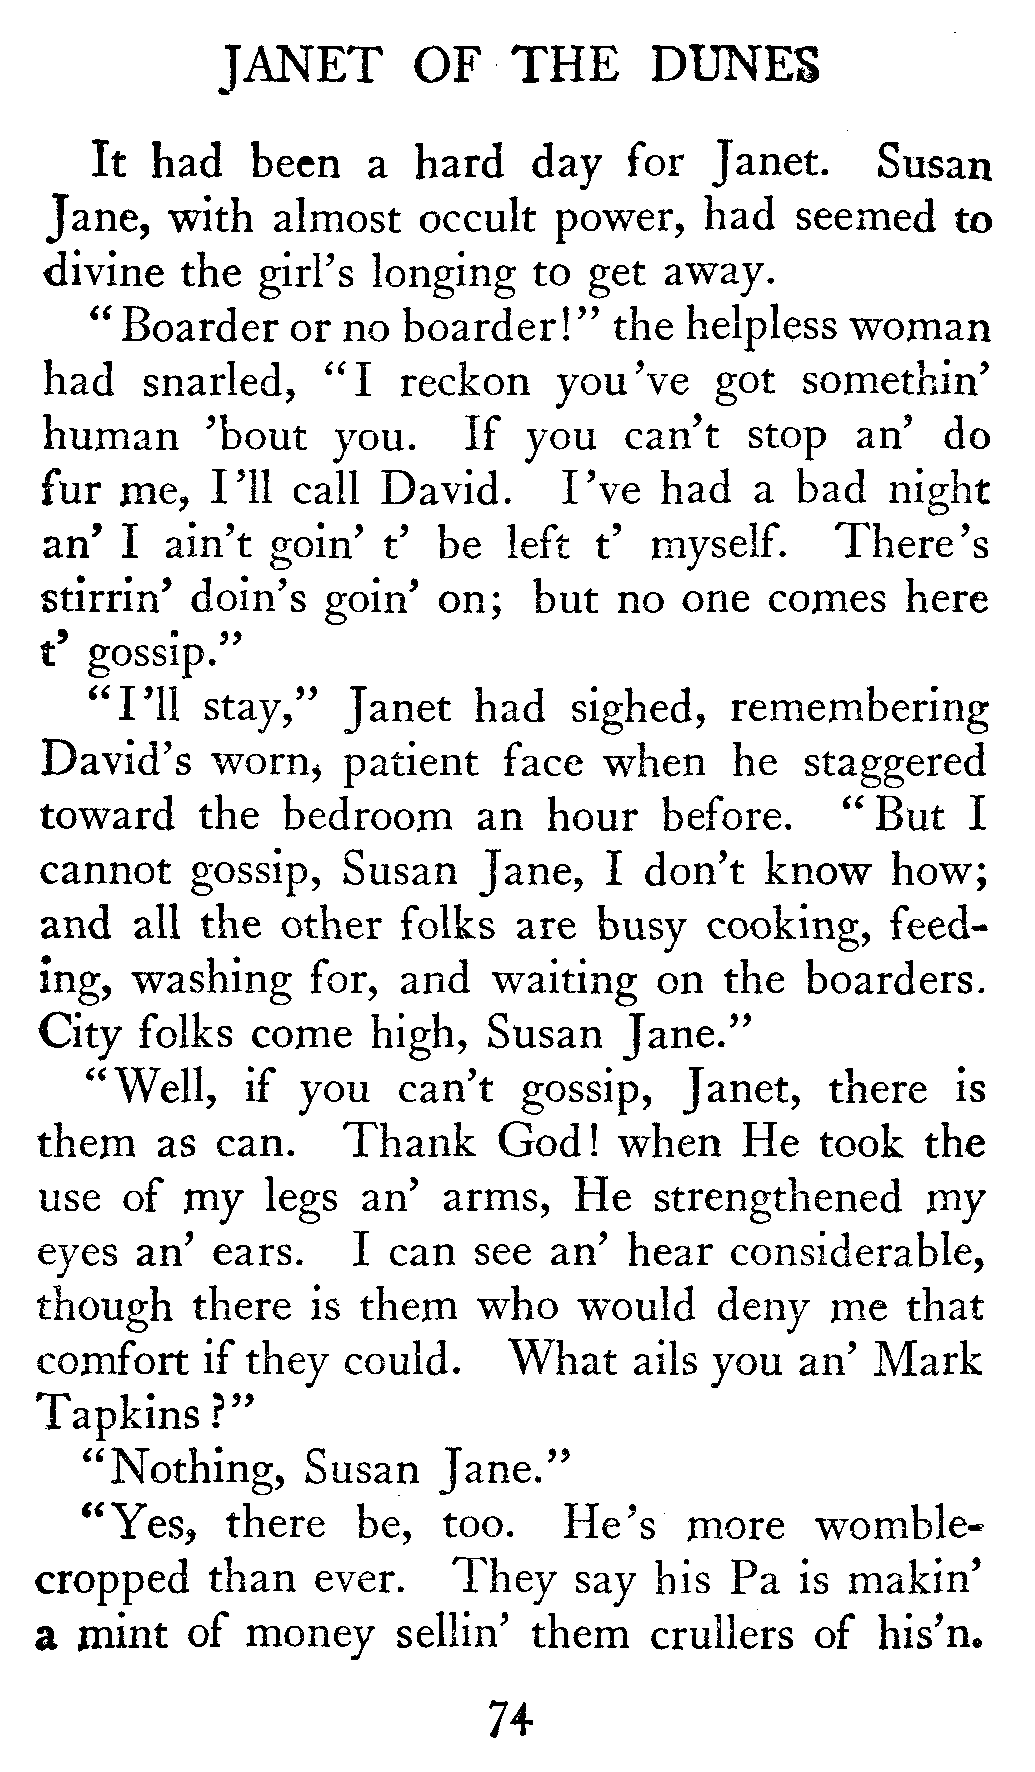 JANET OF THE DUNES
It had been a hard day for Janet. Susan
Jane, with almost occult power, had seemed to
divine the girl's longing to get away.
"Boarder or no boarder!" the helpless woman
had snarled, "I reckon you've got somethin'
human 'bout you. If you can't stop an' do
fur me, I'll call David. I've had a bad night
an' I ain't goin' t' be left t' myself. There's
stirrin' doin's goin' on; but no one comes here
t' gossip."
"I'll stay," Janet had sighed, remembering
David's worn, patient face when he staggered
toward the bedroom an hour before. "But I
cannot gossip, Susan Jane, I don't know how;
and all the other folks are busy cooking, feed-
ing, washing for, and waiting on the boarders.
City folks come high, Susan Jane."
"Well, if you can't gossip, Janet, there is
them as can. Thank God! when He took the
use of my legs an' arms, He strengthened my
eyes an' ears. I can see an' hear considerable,
though there is them who would deny me that
comfort if they could. What ails you an' Mark
Tapkins?"
"Nothing, Susan Jane."
"Yes, there be, too. He's more womble-
cropped than ever. They say his Pa is makin'
a mint of money sellin' them crullers of his'n.
74